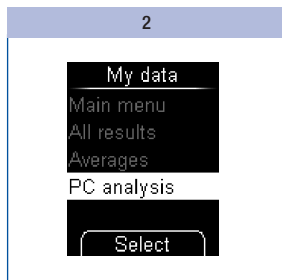 2
My data
Main menu
All results
Averages
PC analysis
Select